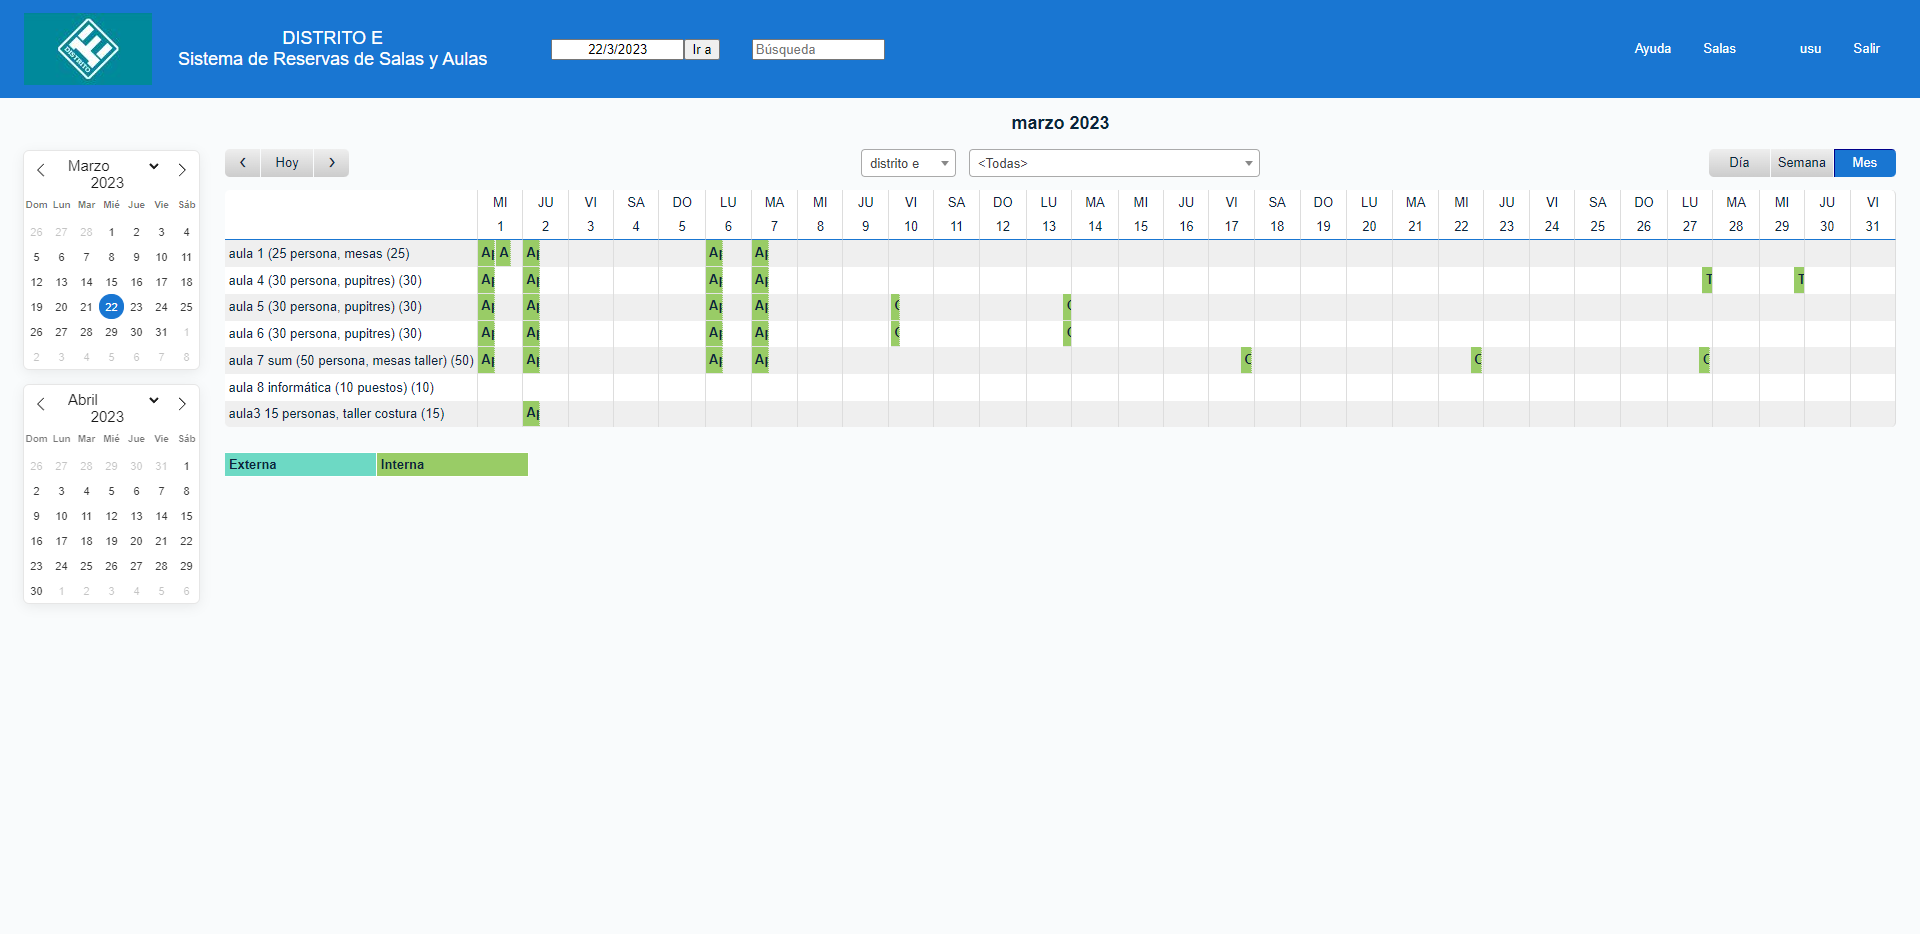 DISTRITO
DISTRITO E
Sistema de Reservas de Salas y Aulas
22/3/2023 Ir a Búsqueda
Ayuda Salas usu Salir
marzo 2023
Hoy
distrito e <Todas>
Día Semana Mes
Marzo
2023
Dom Lun Mar Mié Jue Vie Sáb
26 27 28 1 2 3 4
5 6 7 8 9 10 11
12 13 14 15 16 17 18
19 20 21 22 23 24 25
26 27 28 29 30 31 1
2 3 4 5 6 7 8
Abril
2023
Dom Lun Mar Mié Jue Vie Sáb
26 27 28 29 30 31 1
2 3 4 5 6 7 8
9 10 11 12 13 14 15
16 17 18 19 20 21 22
23 24 25 26 27 28 29
30 1 2 3 4 5 6
MI JU VI SA DO LU MA MI JU VI SA DO LU MA MI JU VI SA DO LU MA MI JU VI SA DO LU MA MI JU VI
1 2 3 4 5 6 7 8 9 10 11 12 13 14 15 16 17 18 19 20 21 22 23 24 25 26 27 28 29 30 31
aula 1 (25 persona, mesas (25) Ap A Ap Ap Ap
aula 4 (30 persona, pupitres) (30) Ap Ap Ap Ap T T
aula 5 (30 persona, pupitres) (30) Ap Ap Ap Ap
aula 6 (30 persona, pupitres) (30) Ap Ap Ap Ap
aula 7 sum (50 persona, mesas taller) (50) Ap Ap Ap Ap
aula 8 informática (10 puestos) (10)
aula3 15 personas, taller costura (15) Ap
Externa Interna